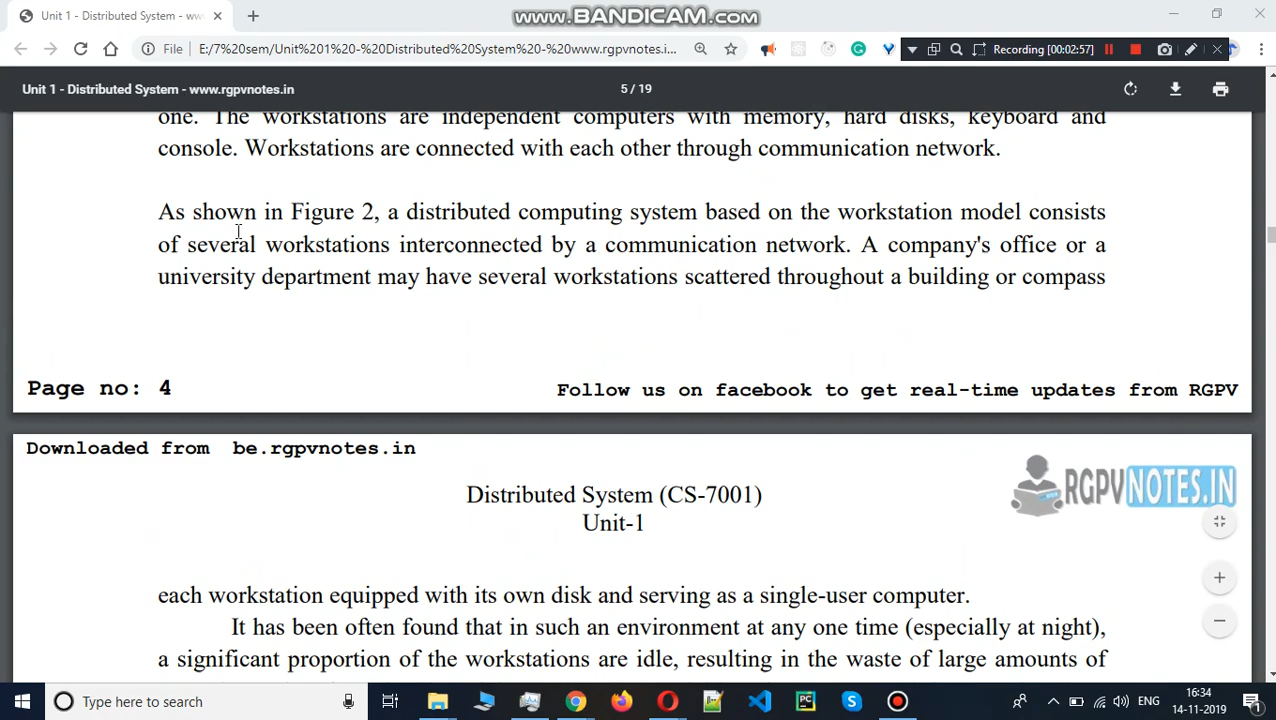 Unit 1 - Distributed System - ww
www.BANDICAM.com
File
E:/7%20sem/Unit%201%20-%20Distributed%20System%20-%20www.rgpvnotes.i...
Recording [00:02:57]
Unit 1 - Distributed System - www.rgpvnotes.in
5 / 19
one. The workstations are independent computers with memory, hard disks, keyboard and
console. Workstations are connected with each other through communication network.
As shown in Figure 2, a distributed computing system based on the workstation model consists
of several workstations interconnected by a communication network. A company's office or a
university department may have several workstations scattered throughout a building or compass
Page no: 4
Follow us on facebook to get real-time updates from RGPV
Downloaded from be.rgpvnotes.in
RGPVNOTES.IN
Distributed System (CS-7001)
Unit-1
each workstation equipped with its own disk and serving as a single-user computer.
It has been often found that in such an environment at any one time (especially at night),
a significant proportion of the workstations are idle, resulting in the waste of large amounts of
Type here to search
ENG
16:34
14-11-2019